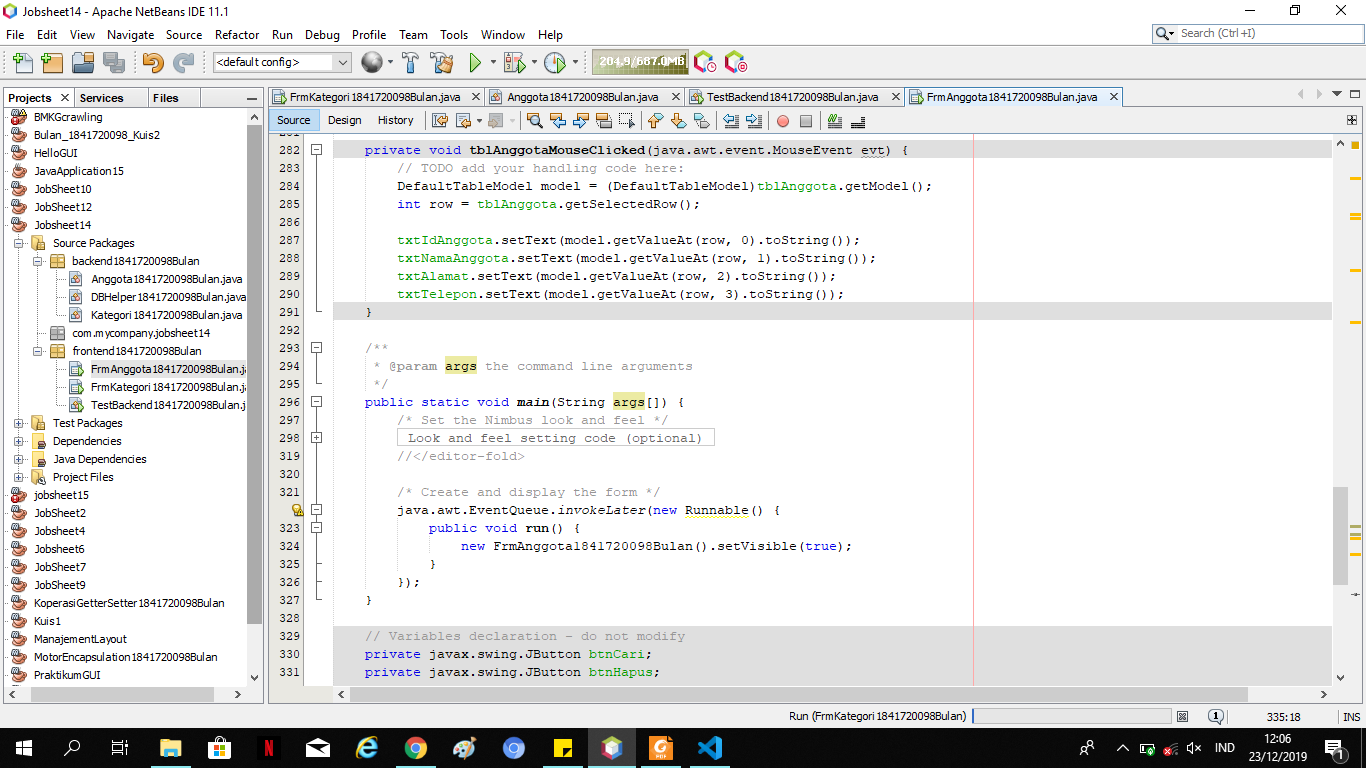 Jobsheet14 - Apache NetBeans IDE 11.1
File Edit View Navigate Source Refactor Run Debug Profile Team Tools Window Help
Search (Ctrl+I)
<default config>
204.9/687.0MB
Projects Services Files
FrmKategori1841720098Bulan.java Anggota1841720098Bulan.java TestBackend1841720098Bulan.java FrmAnggota1841720098Bulan.java
Source Design History
BMKGcrawling
Bulan_1841720098_Kuis2
HelloGUI
JavaApplication15
JobSheet10
JobSheet12
Jobsheet14
Source Packages
backend1841720098Bulan
Anggota1841720098Bulan.java
DBHelper1841720098Bulan.java
Kategori1841720098Bulan.java
com.mycompany.jobsheet14
frontend1841720098Bulan
FrmAnggota1841720098Bulan.ja
FrmKategori1841720098Bulan.ja
TestBackend1841720098Bulan.j
Test Packages
Dependencies
Java Dependencies
Project Files
jobsheet15
JobSheet2
Jobsheet4
Jobsheet6
JobSheet7
JobSheet9
KoperasiGetterSetter1841720098Bulan
Kuis1
ManajementLayout
MotorEncapsulation1841720098Bulan
PraktikumGUI
281
282 private void tblAnggotaMouseClicked(java.awt.event.MouseEvent evt) {
283 // TODO add your handling code here:
284 DefaultTableModel model = (DefaultTableModel)tblAnggota.getModel();
285 int row = tblAnggota.getSelectedRow();
286
287 txtIdAnggota.setText(model.getValueAt(row, 0).toString());
288 txtNamaAnggota.setText(model.getValueAt(row, 1).toString());
289 txtAlamat.setText(model.getValueAt(row, 2).toString());
290 txtTelepon.setText(model.getValueAt(row, 3).toString());
291 }
292
293 /**
294 * @param args the command line arguments
295 */
296 public static void main(String args[]) {
297 /* Set the Nimbus look and feel */
298 Look and feel setting code (optional)
319 //</editor-fold>
320
321 /* Create and display the form */
java.awt.EventQueue.invokeLater(new Runnable() {
323 public void run() {
324 new FrmAnggota1841720098Bulan().setVisible(true);
325 }
326 });
327 }
328
329 // Variables declaration - do not modify
330 private javax.swing.JButton btnCari;
331 private javax.swing.JButton btnHapus;
Run (FrmKategori1841720098Bulan) 1 335:18 INS
IND 12:06
23/12/2019 1